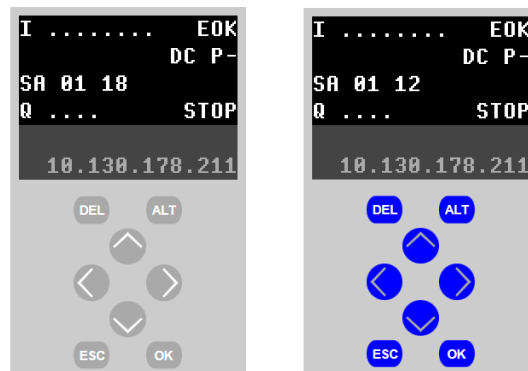 I ........ EOK
DC P-
SA 01 18
Q .... STOP
10.130.178.211
DEL ALT
ESC OK
I ........ EOK
DC P-
SA 01 12
Q .... STOP
10.130.178.211
DEL ALT
ESC OK